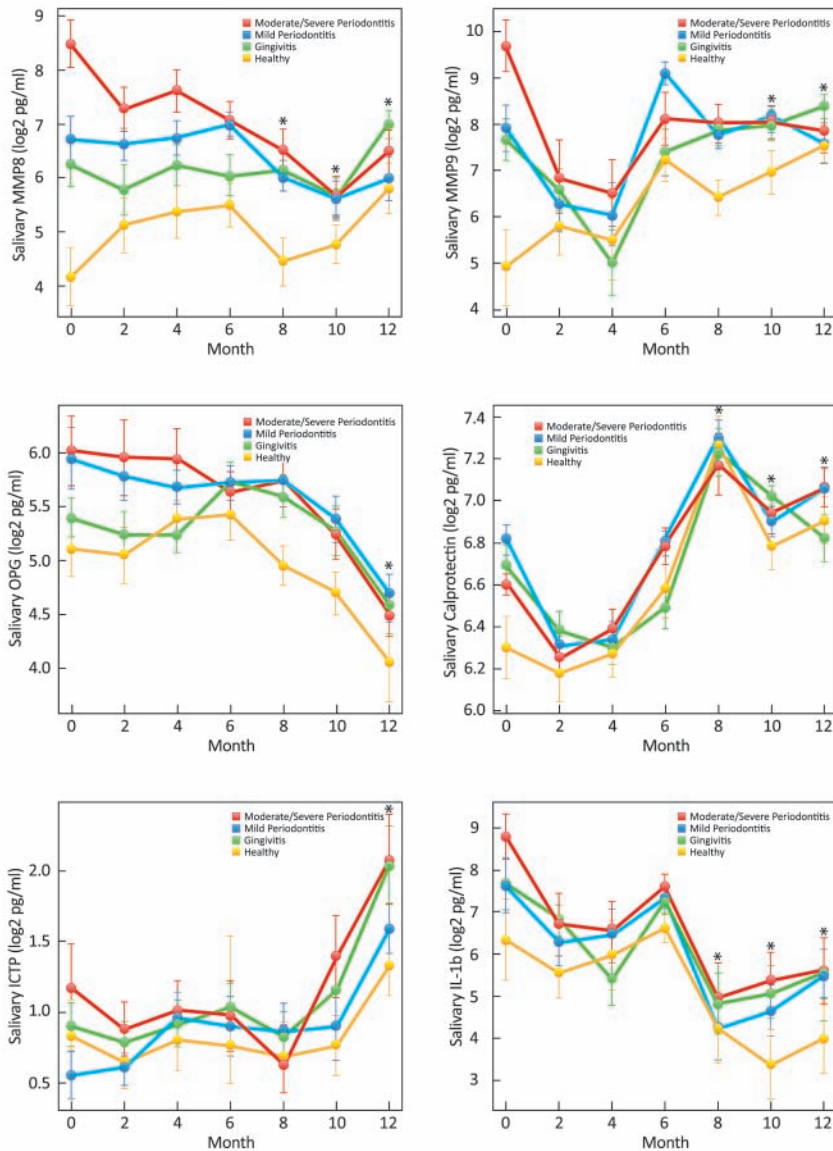 Salivary MMP8 (log2 pg/ml)
9
8
7
6
5
4
Moderate/Severe Periodontitis
Mild Periodontitis
Gingivitis
Healthy
*
*
*
0 2 4 6 8 10 12
Month
Salivary MMP9 (log2 pg/ml)
10
9
8
7
6
5
4
Moderate/Severe Periodontitis
Mild Periodontitis
Gingivitis
Healthy
*
*
0 2 4 6 8 10 12
Month
Salivary OPG (log2 pg/ml)
6.0
5.5
5.0
4.5
4.0
Moderate/Severe Periodontitis
Mild Periodontitis
Gingivitis
Healthy
*
0 2 4 6 8 10 12
Month
Salivary Calprotectin (log2 pg/ml)
7.4
7.2
7.0
6.8
6.6
6.4
6.2
6.0
Moderate/Severe Periodontitis
Mild Periodontitis
Gingivitis
Healthy
*
*
*
0 2 4 6 8 10 12
Month
Salivary ICTP (log2 pg/ml)
2.0
1.5
1.0
0.5
Moderate/Severe Periodontitis
Mild Periodontitis
Gingivitis
Healthy
*
0 2 4 6 8 10 12
Month
Salivary IL-1b (log2 pg/ml)
9
8
7
6
5
4
3
Moderate/Severe Periodontitis
Mild Periodontitis
Gingivitis
Healthy
*
*
*
0 2 4 6 8 10 12
Month